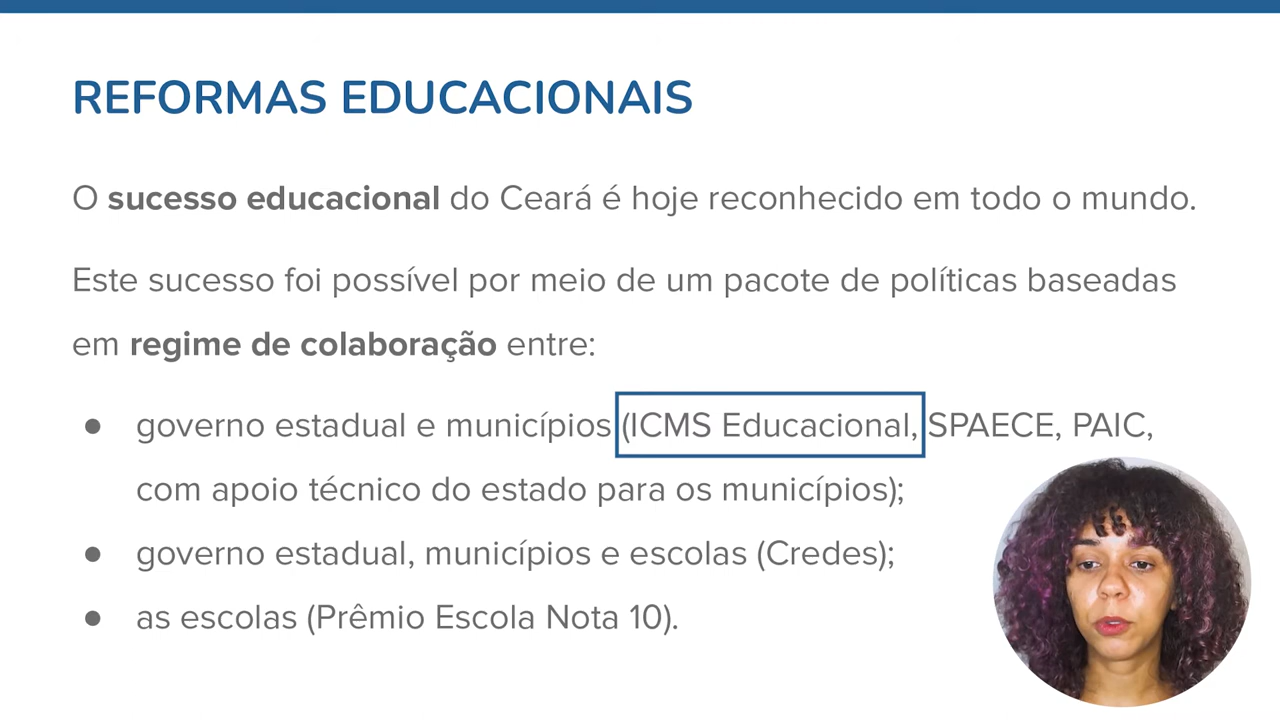 REFORMAS EDUCACIONAIS
O sucesso educacional do Ceará é hoje reconhecido em todo o mundo.
Este sucesso foi possível por meio de um pacote de políticas baseadas
em regime de colaboração entre:
● governo estadual e municípios (ICMS Educacional, SPAECE, PAIC,
com apoio técnico do estado para os municípios);
● governo estadual, municípios e escolas (Credes);
● as escolas (Prêmio Escola Nota 10).